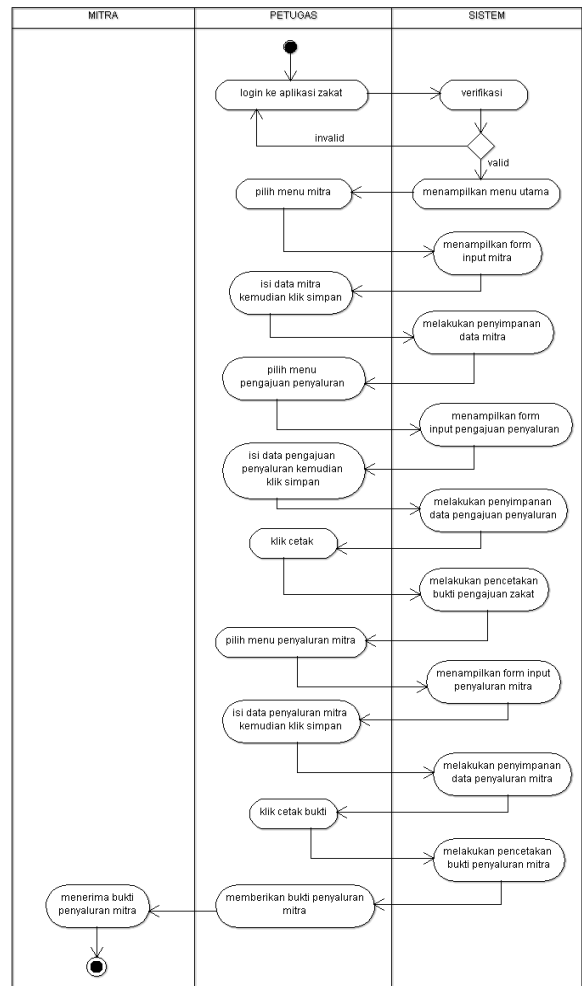 MITRA
PETUGAS
SISTEM
login ke aplikasi zakat
verifikasi
invalid
valid
pilih menu mitra
menampilkan menu utama
menampilkan form
input mitra
isi data mitra
kemudian klik simpan
melakukan penyimpanan
data mitra
pilih menu
pengajuan penyaluran
menampilkan form
input pengajuan penyaluran
isi data pengajuan
penyaluran kemudian
klik simpan
melakukan penyimpanan
data pengajuan penyaluran
klik cetak
melakukan pencetakan
bukti pengajuan zakat
pilih menu penyaluran mitra
menampilkan form input
penyaluran mitra
isi data penyaluran mitra
kemudian klik simpan
melakukan penyimpanan
data penyaluran mitra
klik cetak bukti
melakukan pencetakan
bukti penyaluran mitra
menerima bukti
penyaluran mitra
memberikan bukti penyaluran
mitra